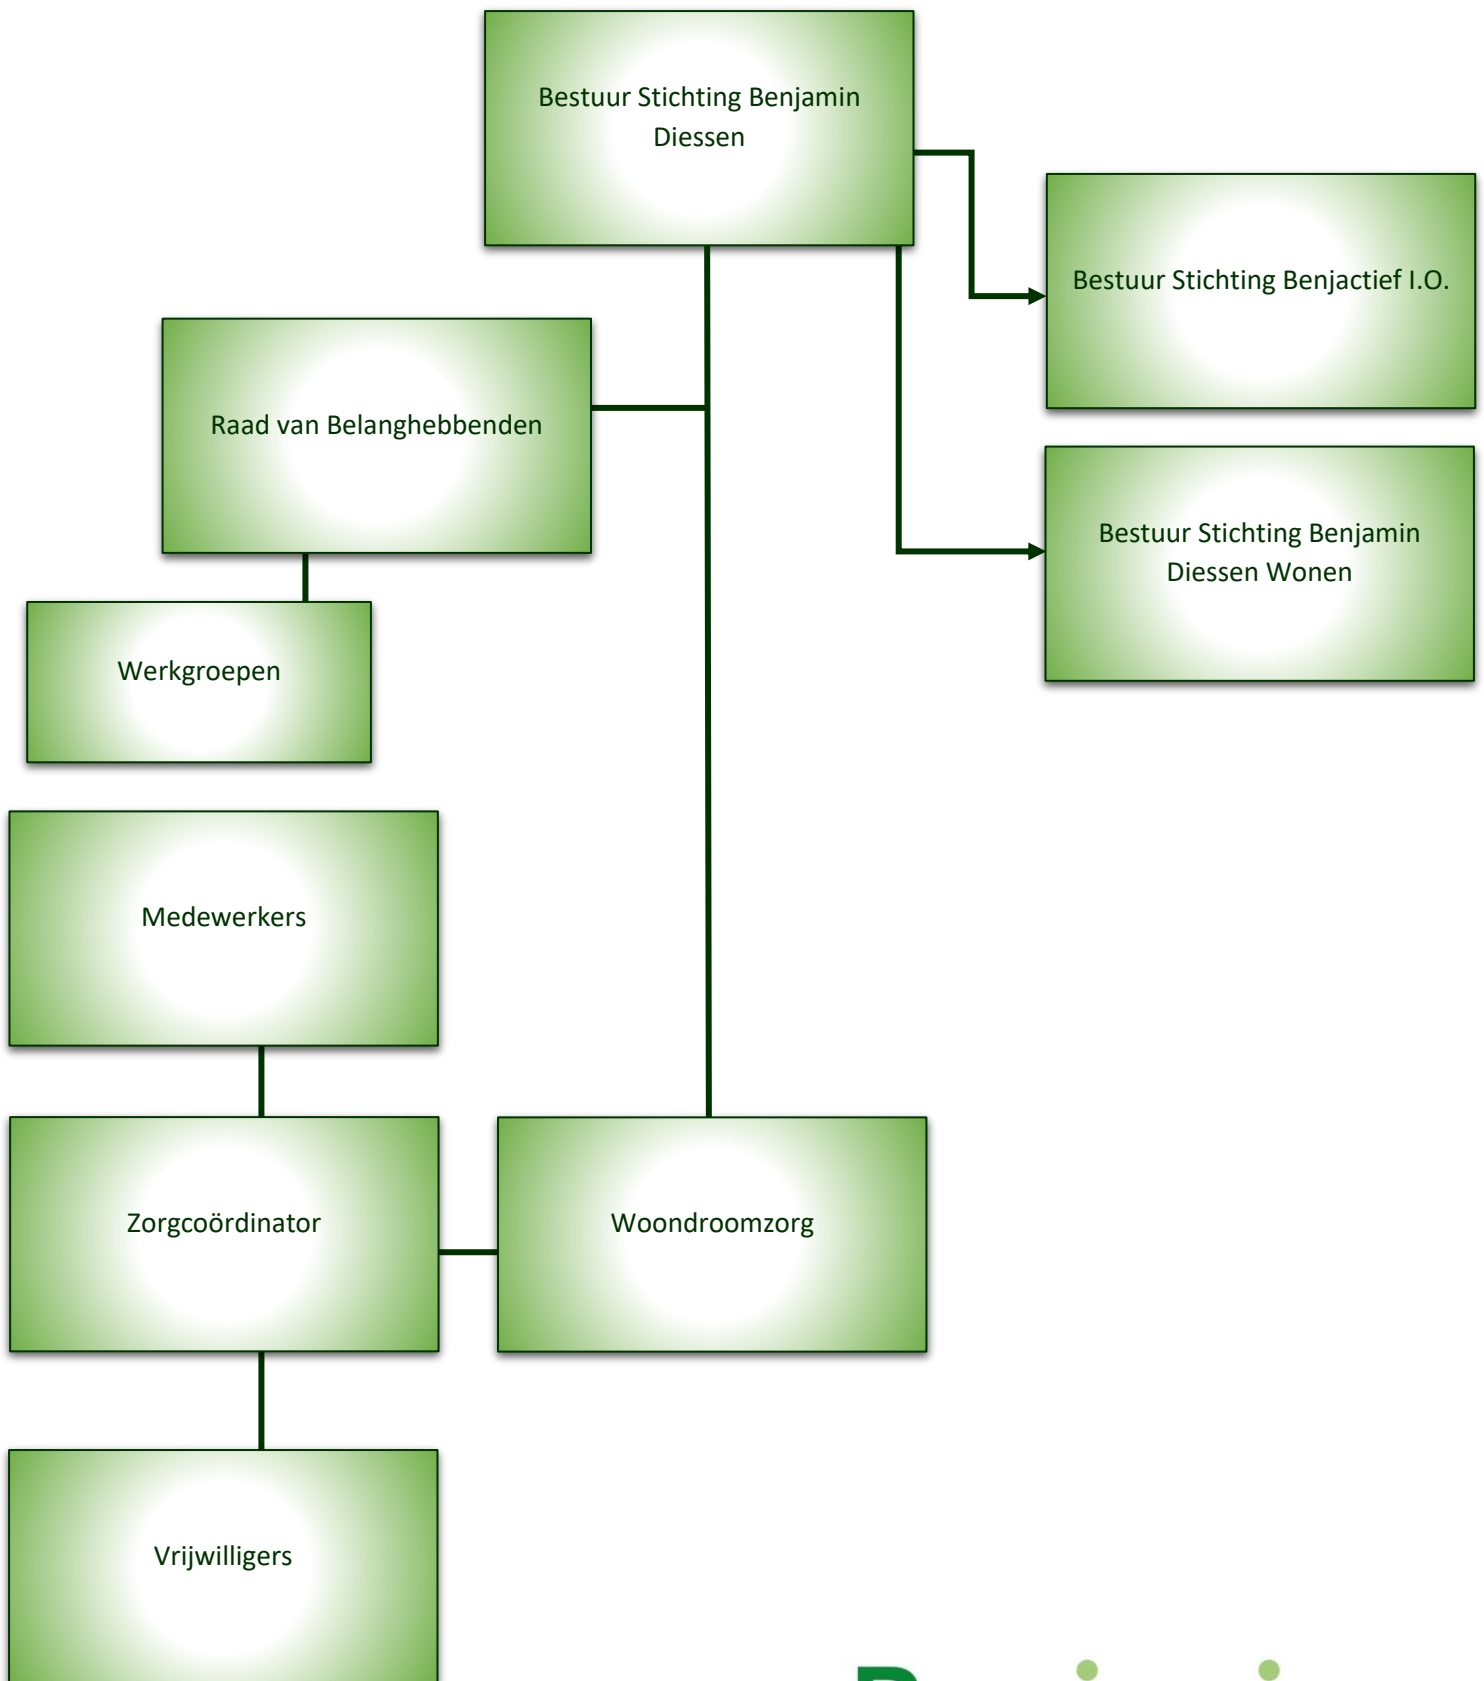 Bestuur Stichting Benjamin
Diessen
Bestuur Stichting Benjactief I.O.
Raad van Belanghebbenden
Bestuur Stichting Benjamin
Diessen Wonen
Werkgroepen
Medewerkers
Zorgcoördinator
Woondroomzorg
Vrijwilligers